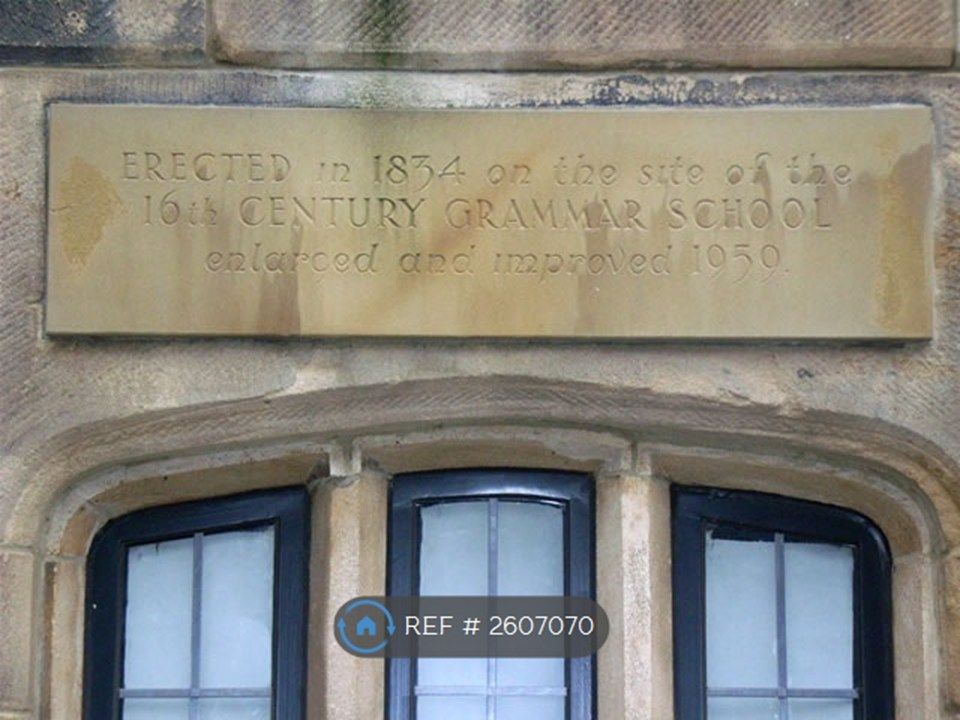 ERECTED in 1834 on the site of the
16th CENTURY GRAMMAR SCHOOL
enlarged and improved 1959.
REF # 2607070